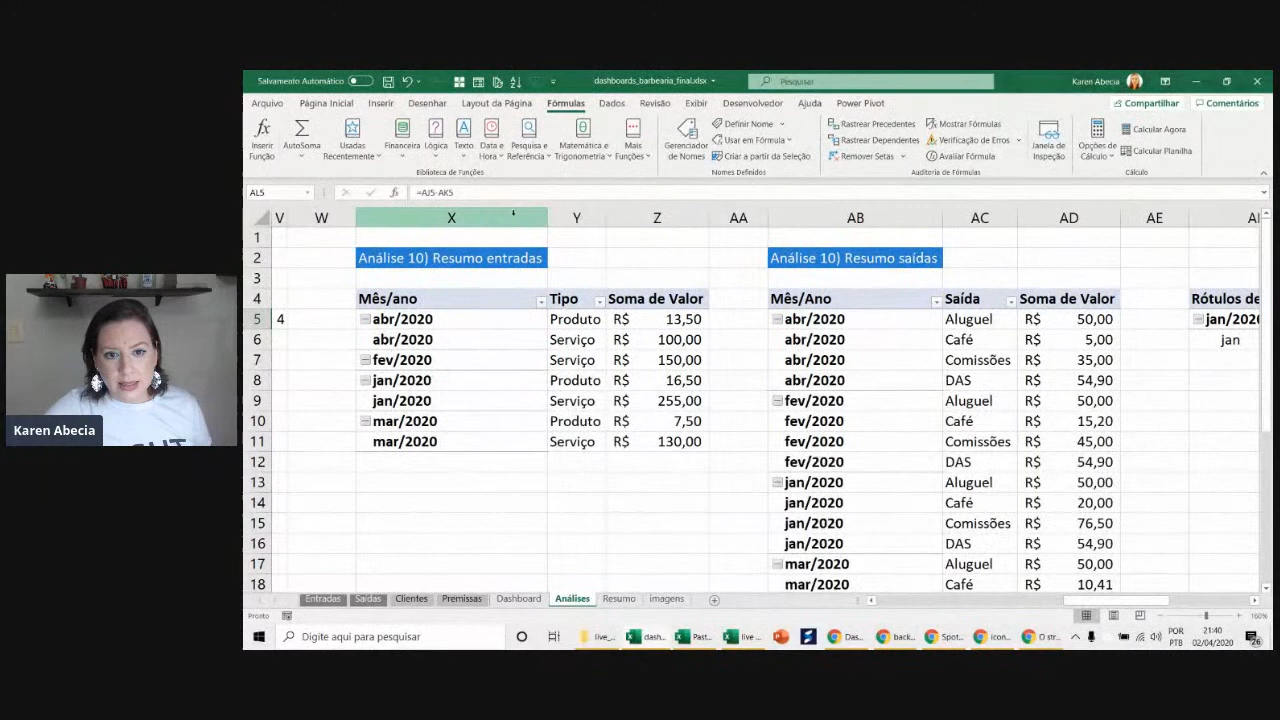 Salvamento Automático
dashboards_barbearia_final.xlsx
Pesquisar
Karen Abecia
Arquivo Página Inicial Inserir Desenhar Layout da Página Fórmulas Dados Revisão Exibir Desenvolvedor Ajuda Power Pivot
Compartilhar Comentários
Inserir Função
AutoSoma
Usadas Recentemente
Financeira
Lógica
Texto
Data e Hora
Pesquisa e Referência
Matemática e Trigonometria
Mais Funções
Biblioteca de Funções
Gerenciador de Nomes
Definir Nome
Usar em Fórmula
Criar a partir da Seleção
Nomes Definidos
Rastrear Precedentes
Rastrear Dependentes
Remover Setas
Mostrar Fórmulas
Verificação de Erros
Avaliar Fórmula
Auditoria de Fórmulas
Janela de Inspeção
Opções de Cálculo
Calcular Agora
Calcular Planilha
Cálculo
AL5 fx =AJ5-AK5
V W X Y Z AA AB AC AD AE
1
2 Análise 10) Resumo entradas Análise 10) Resumo saídas
3
4 Mês/ano Tipo Soma de Valor Mês/Ano Saída Soma de Valor Rótulos de
5 4 abr/2020 Produto R$ 13,50 abr/2020 Aluguel R$ 50,00 jan/202
6 abr/2020 Serviço R$ 100,00 abr/2020 Café R$ 5,00 jan
7 fev/2020 Serviço R$ 150,00 abr/2020 Comissões R$ 35,00
8 jan/2020 Produto R$ 16,50 abr/2020 DAS R$ 54,90
9 jan/2020 Serviço R$ 255,00 fev/2020 Aluguel R$ 50,00
10 mar/2020 Produto R$ 7,50 fev/2020 Café R$ 15,20
11 mar/2020 Serviço R$ 130,00 fev/2020 Comissões R$ 45,00
12 fev/2020 DAS R$ 54,90
13 jan/2020 Aluguel R$ 50,00
14 jan/2020 Café R$ 20,00
15 jan/2020 Comissões R$ 76,50
16 jan/2020 DAS R$ 54,90
17 mar/2020 Aluguel R$ 50,00
18 mar/2020 Café R$ 10,41
Entradas Saídas Clientes Premissas Dashboard Análises Resumo imagens
Pronto
160%
Digite aqui para pesquisar
live_... dash... Past... live ... Das... back... Spot... icon... O str...
POR
PTB
21:40
02/04/2020
26
Karen Abecia